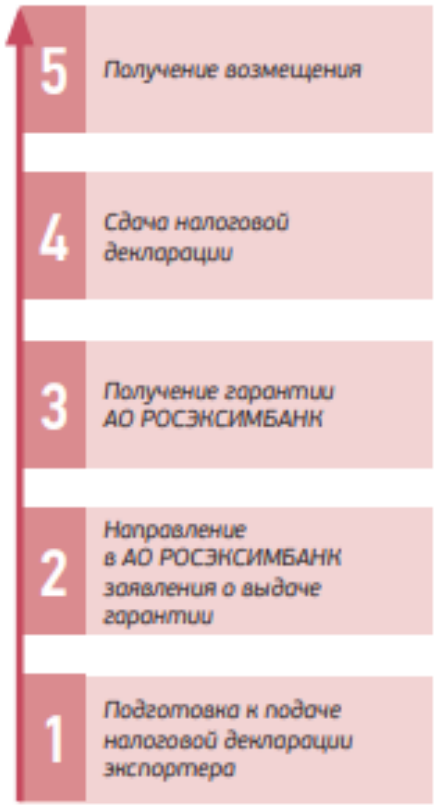 5
Получение возмещения
4
Сдача налоговой
декларации
3
Получение гарантии
АО РОСЭКСИМБАНК
2
Направление
в АО РОСЭКСИМБАНК
заявления о выдаче
гарантии
1
Подготовка к подаче
налоговой декларации
экспортера